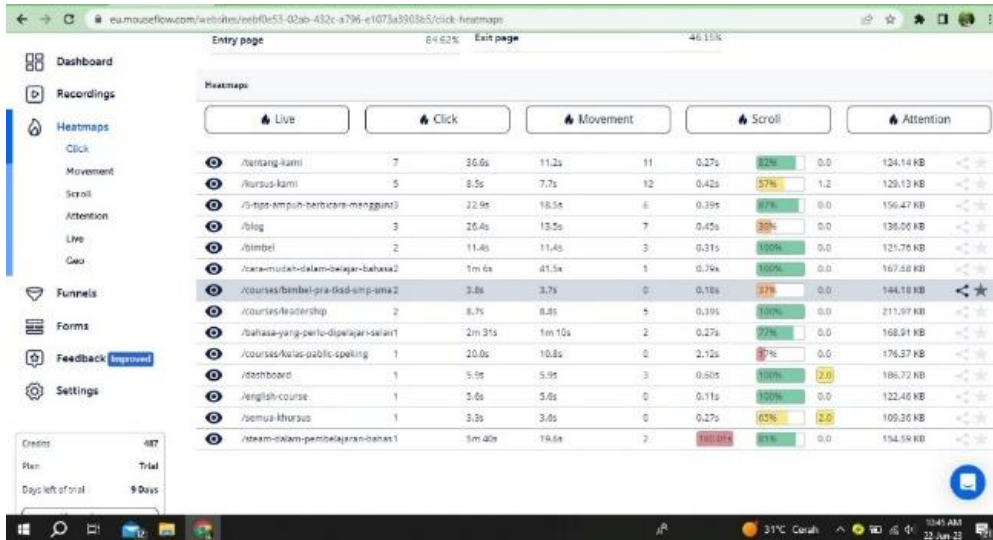 eu.mouseflow.com/websites/eebf0e53-02ab-432c-a796-e1073a3903b5/click-heatmaps
Entry page 84.62% Exit page 46.15%
Dashboard
Recordings
Heatmaps
Click
Movement
Scroll
Attention
Live
Geo
Funnels
Forms
Feedback Improved
Settings
Credits 487
Plan Trial
Days left of trial 9 Days
Heatmaps
Live Click Movement Scroll Attention
/tentang-kami 7 36.6s 11.2s 11 0.27s 82% 0.0 124.14 KB
/kursus-kami 5 8.5s 7.7s 12 0.42s 57% 1.2 129.13 KB
/5-tips-ampuh-berbicara-menggun 3 22.9s 18.5s 6 0.39s 87% 0.0 156.47 KB
/blog 3 26.4s 13.5s 7 0.45s 0.0 136.06 KB
/bimbel 2 11.4s 11.4s 3 0.31s 100% 0.0 121.76 KB
/cara-mudah-dalam-belajar-bahasa 2 1m 6s 41.5s 1 0.79s 100% 0.0 167.68 KB
/courses/bimbel-pra-tksd-smp-sma 2 3.8s 3.7s 0 0.18s 37% 0.0 144.18 KB
/courses/leadership 2 8.7s 8.8s 5 0.39s 100% 0.0 211.97 KB
/bahasa-yang-perlu-dipelajari-selain 1 2m 31s 1m 10s 2 0.27s 77% 0.0 168.91 KB
/courses/kelas-pablic-speking 1 20.0s 10.8s 0 2.12s 17% 0.0 176.37 KB
/dashboard 1 5.9s 5.9s 3 0.60s 100% 2.0 186.72 KB
/english-course 1 5.6s 5.6s 0 0.11s 100% 0.0 122.46 KB
/semua-khursus 1 3.3s 3.6s 0 0.27s 65% 2.0 109.36 KB
/steam-dalam-pembelajaran-bahas 1 5m 40s 19.6s 2 81% 0.0 154.59 KB
31°C Cerah
10:45 AM
22-Jun-23